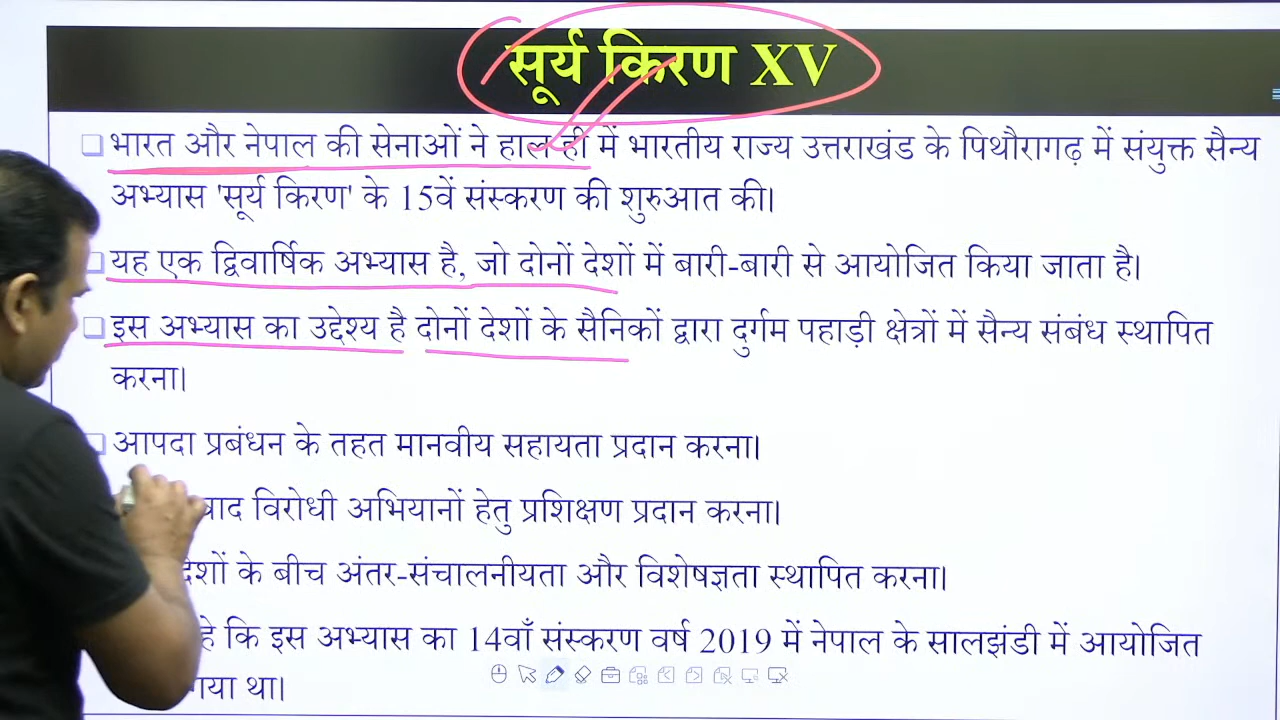 सूर्य किरण XV
भारत और नेपाल की सेनाओं ने हाल ही में भारतीय राज्य उत्तराखंड के पिथौरागढ़ में संयुक्त सैन्य
अभ्यास 'सूर्य किरण' के 15वें संस्करण की शुरुआत की।
यह एक द्विवार्षिक अभ्यास है, जो दोनों देशों में बारी-बारी से आयोजित किया जाता है।
इस अभ्यास का उद्देश्य है दोनों देशों के सैनिकों द्वारा दुर्गम पहाड़ी क्षेत्रों में सैन्य संबंध स्थापित
करना।
आपदा प्रबंधन के तहत मानवीय सहायता प्रदान करना।
विरोधी अभियानों हेतु प्रशिक्षण प्रदान करना।
देशों के बीच अंतर-संचालनीयता और विशेषज्ञता स्थापित करना।
कि इस अभ्यास का 14वाँ संस्करण वर्ष 2019 में नेपाल के सालझंडी में आयोजित
गया था।